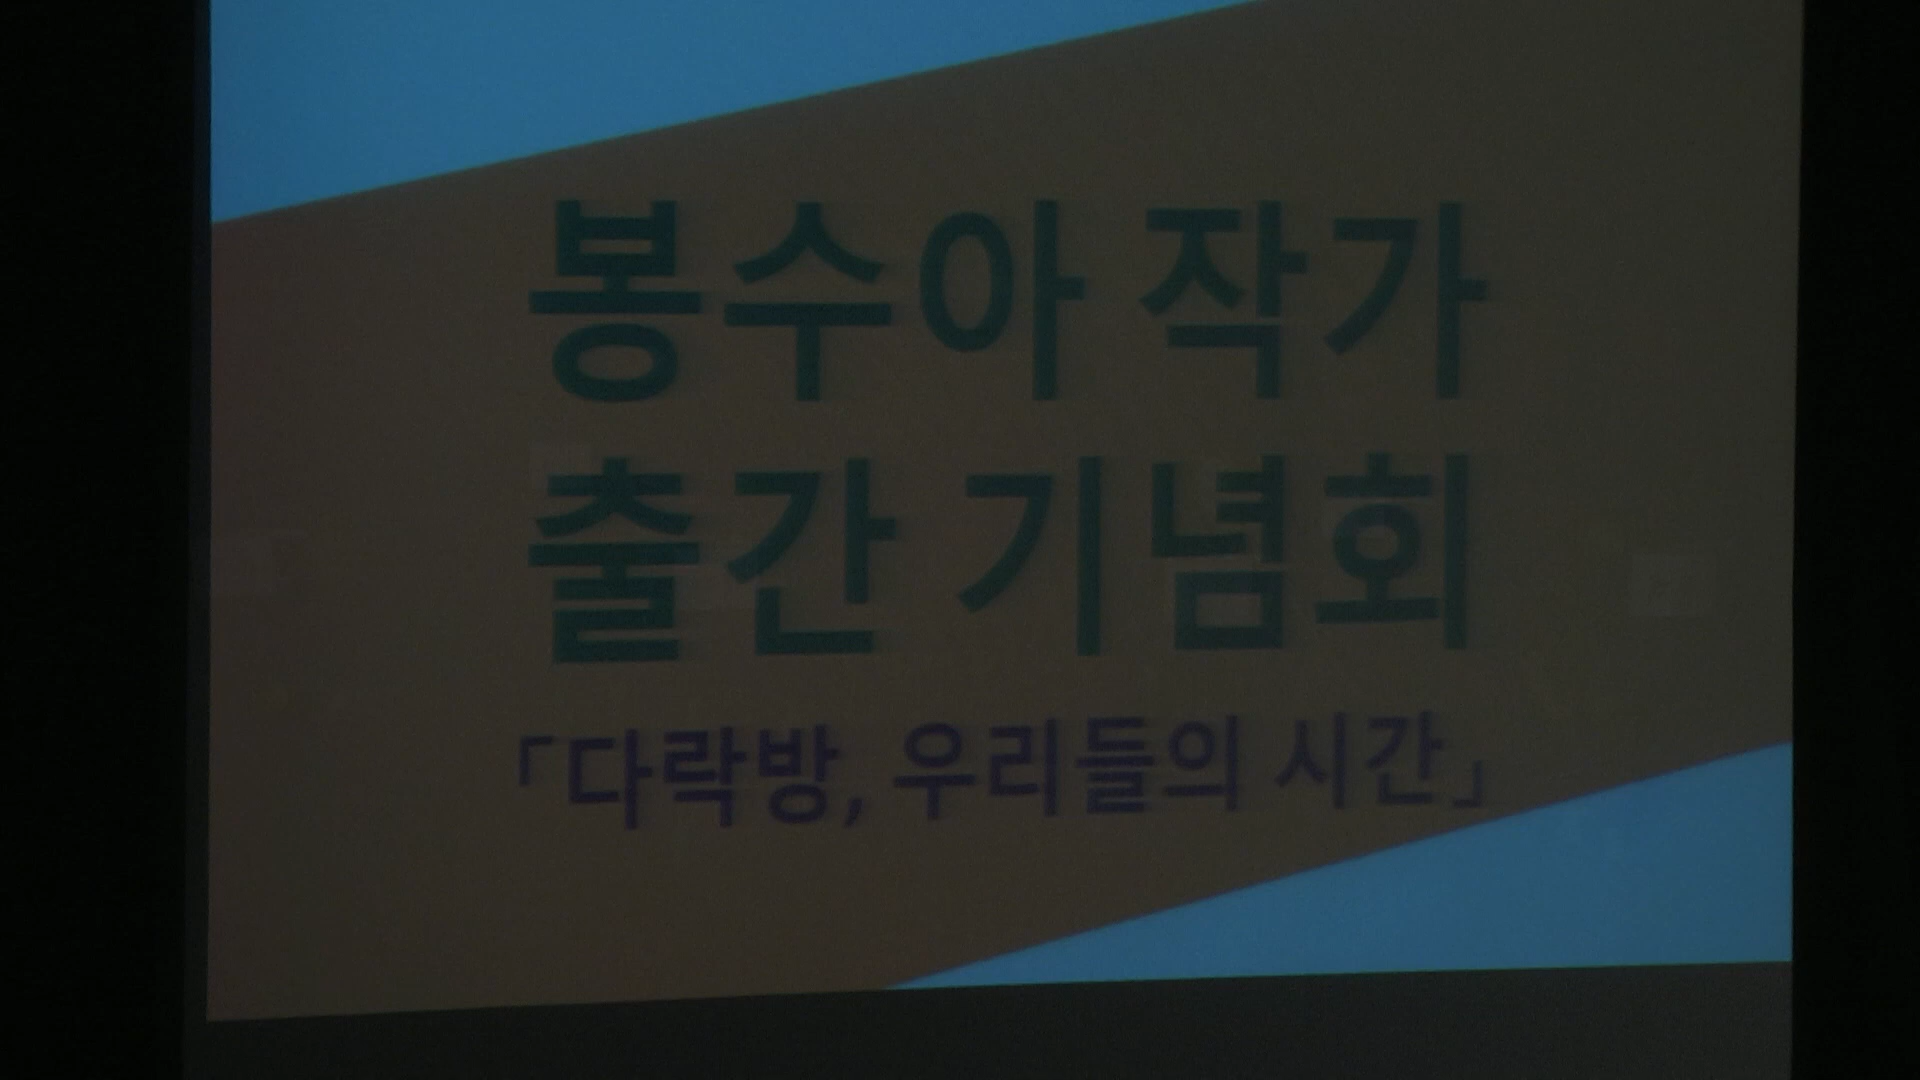 봉수아 작가
출간 기념회
「다락방, 우리들의 시간」